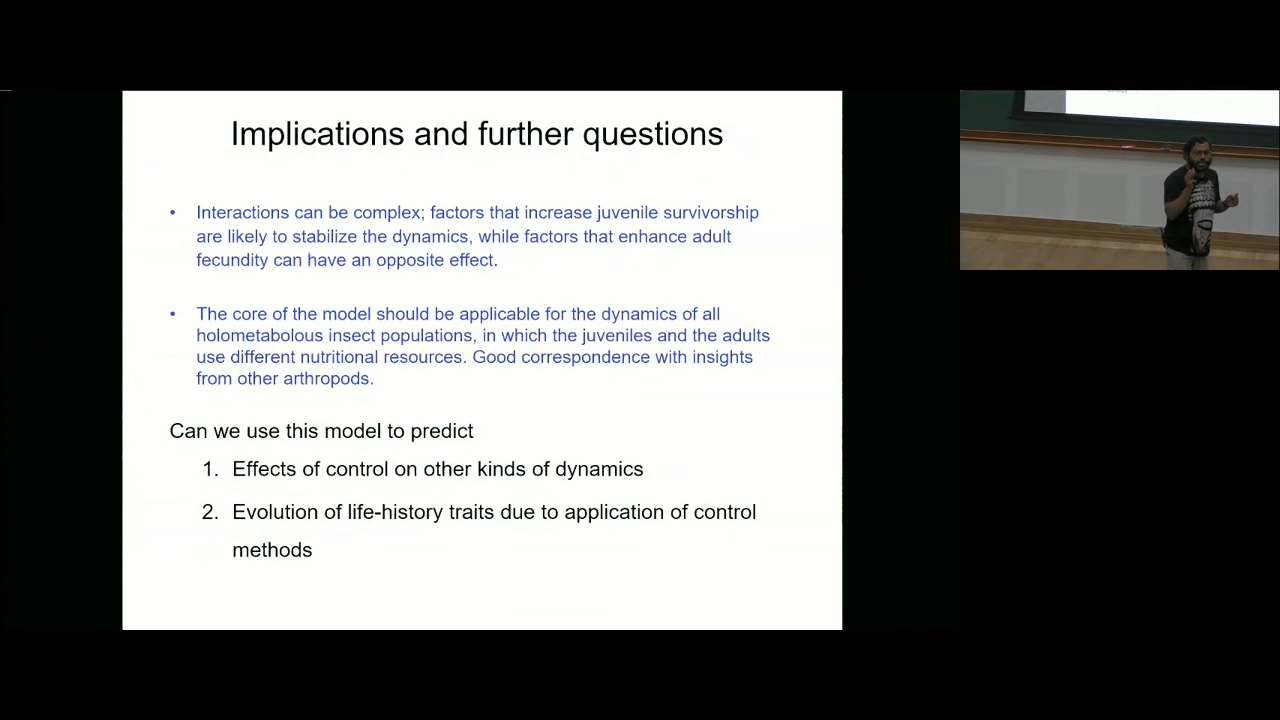 Implications and further questions
• Interactions can be complex; factors that increase juvenile survivorship
are likely to stabilize the dynamics, while factors that enhance adult
fecundity can have an opposite effect.
• The core of the model should be applicable for the dynamics of all
holometabolous insect populations, in which the juveniles and the adults
use different nutritional resources. Good correspondence with insights
from other arthropods.
Can we use this model to predict
1. Effects of control on other kinds of dynamics
2. Evolution of life-history traits due to application of control
methods